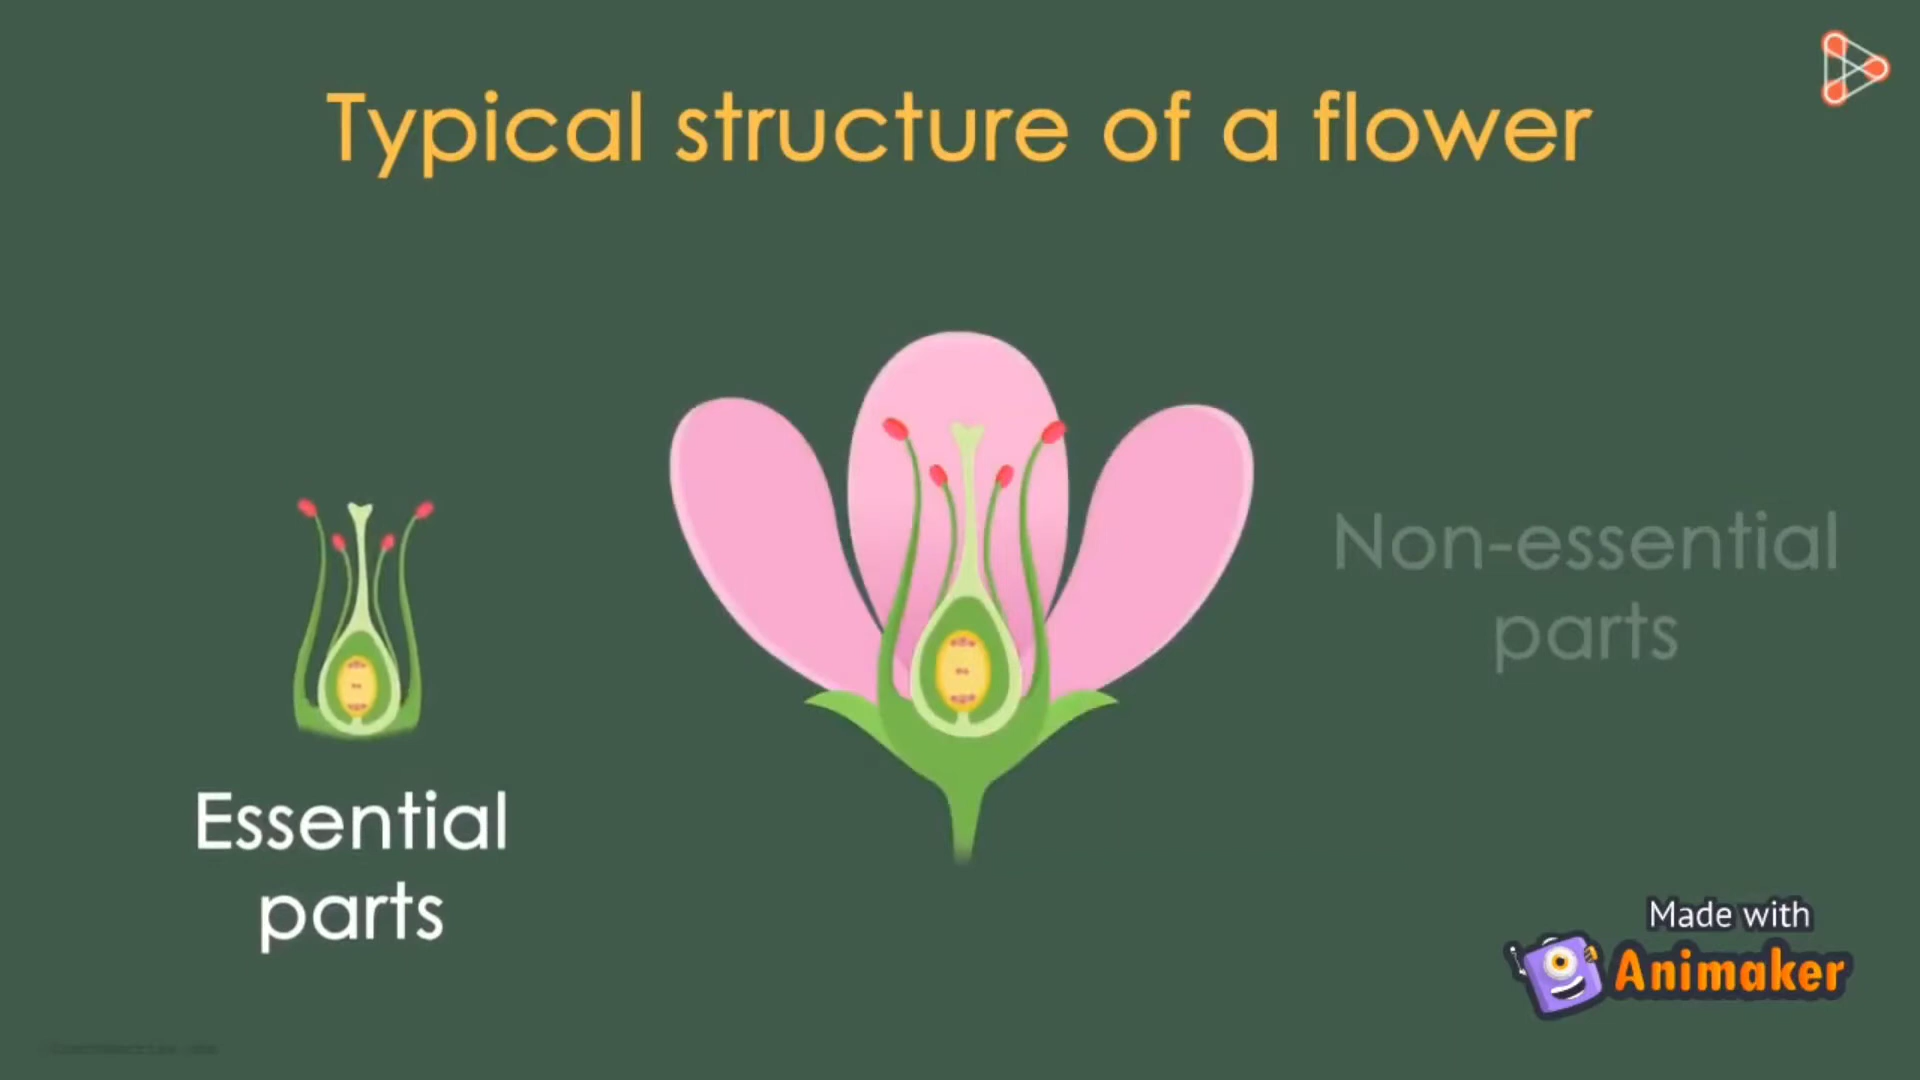 Typical structure of a flower
Non-essential
parts
Essential
parts
Made with
Animaker